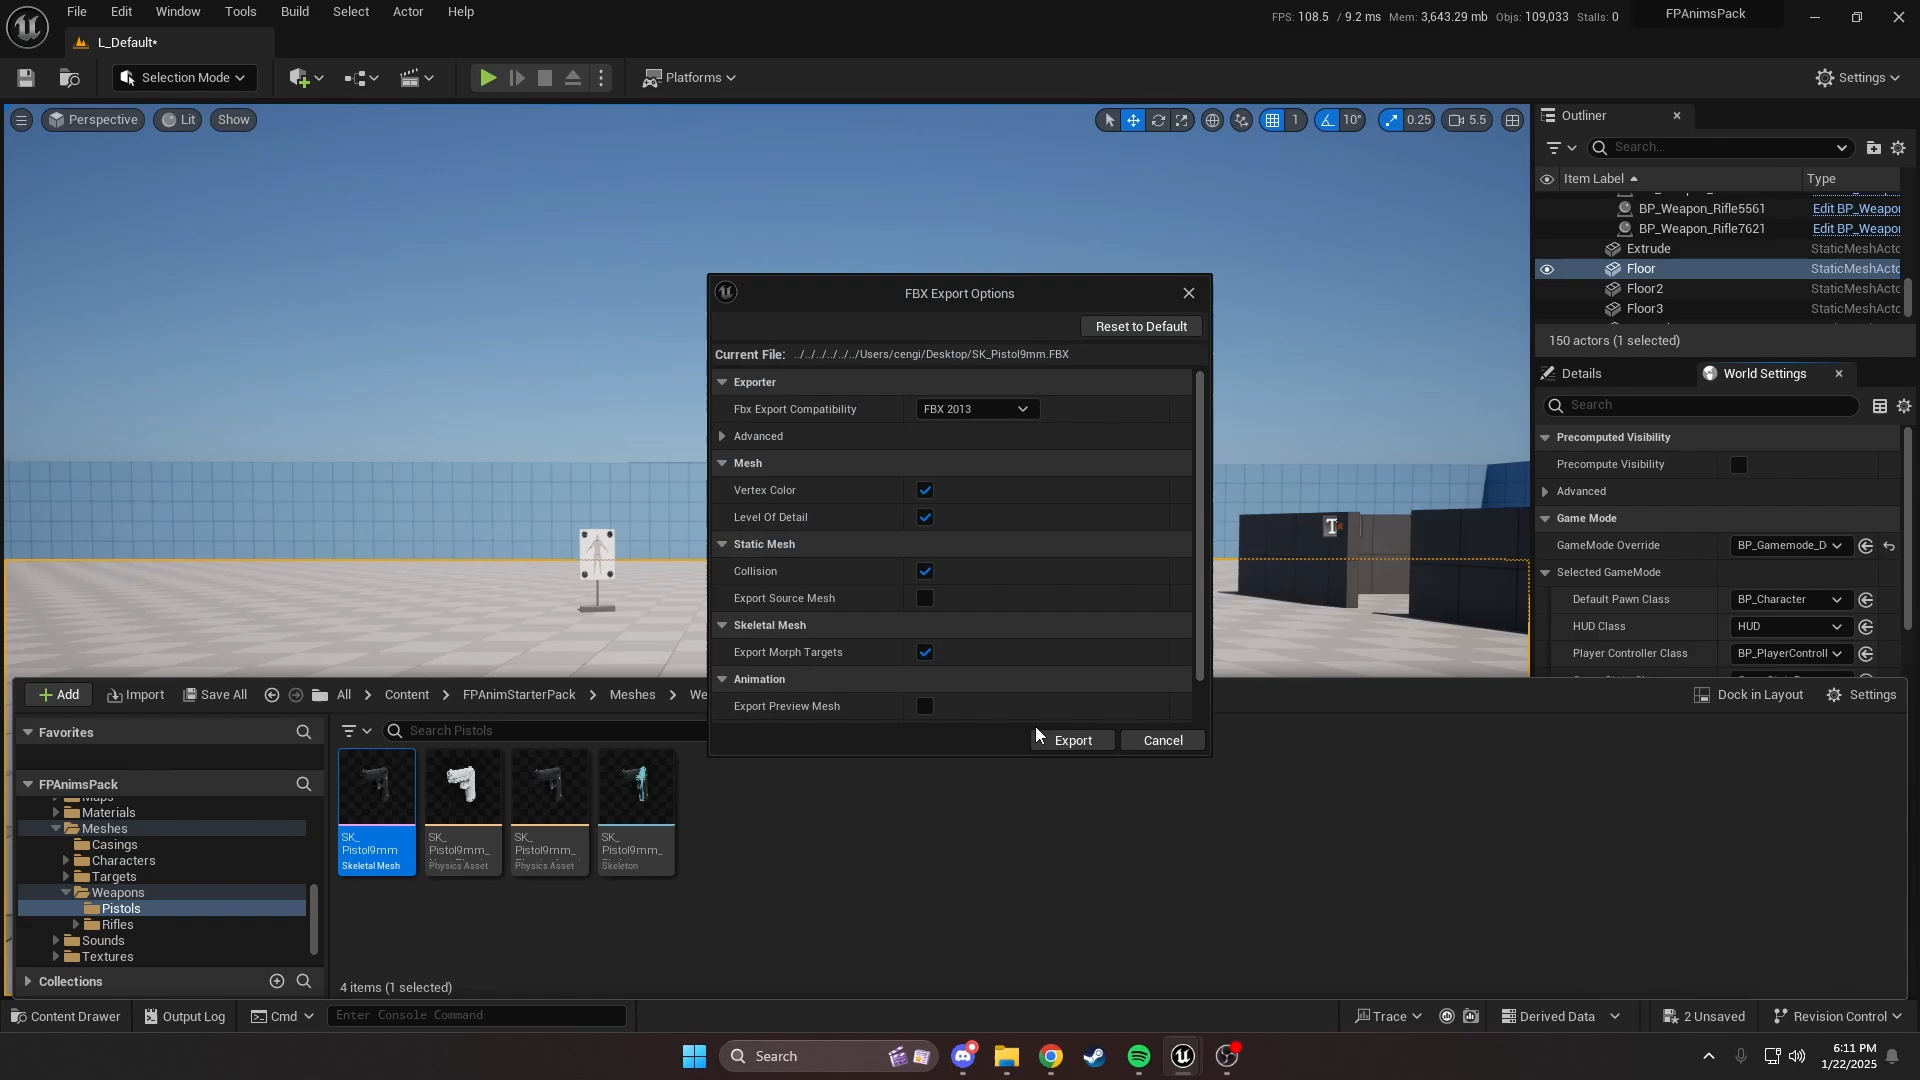 File Edit Window Tools Build Select Actor Help
FPS: 108.5 / 9.2 ms Mem: 3,643.29 mb Objs: 109,033 Stalls: 0
FPAnimsPack
L_Default*
Selection Mode
Platforms
Settings
Perspective Lit Show
1 10° 0.25 5.5
Outliner
Search...
Item Label Type
BP_Weapon_Rifle5561 Edit BP_Weapon
BP_Weapon_Rifle7621 Edit BP_Weapon
Extrude StaticMeshActo
Floor StaticMeshActo
Floor2 StaticMeshActo
Floor3 StaticMeshActo
150 actors (1 selected)
Details World Settings
Search
Precomputed Visibility
Precompute Visibility
Advanced
Game Mode
GameMode Override BP_Gamemode_D
Selected GameMode
Default Pawn Class BP_Character
HUD Class HUD
Player Controller Class BP_PlayerControll
FBX Export Options
Reset to Default
Current File: ../../../../../../Users/cengi/Desktop/SK_Pistol9mm.FBX
Exporter
Fbx Export Compatibility FBX 2013
Advanced
Mesh
Vertex Color
Level Of Detail
Static Mesh
Collision
Export Source Mesh
Skeletal Mesh
Export Morph Targets
Animation
Export Preview Mesh
Export Cancel
Add Import Save All All > Content > FPAnimStarterPack > Meshes > We
Dock in Layout Settings
Favorites
Search Pistols
FPAnimsPack
Maps
Materials
Meshes
Casings
Characters
Targets
Weapons
Pistols
Rifles
Sounds
Textures
Collections
SK_
Pistol9mm
Skeletal Mesh
SK_
Pistol9mm_
Physics Asset
SK_
Pistol9mm_
Physics Asset
SK_
Pistol9mm_
Skeleton
4 items (1 selected)
Content Drawer Output Log Cmd Enter Console Command
Trace Derived Data 2 Unsaved Revision Control
Search
6:11 PM
1/22/2025